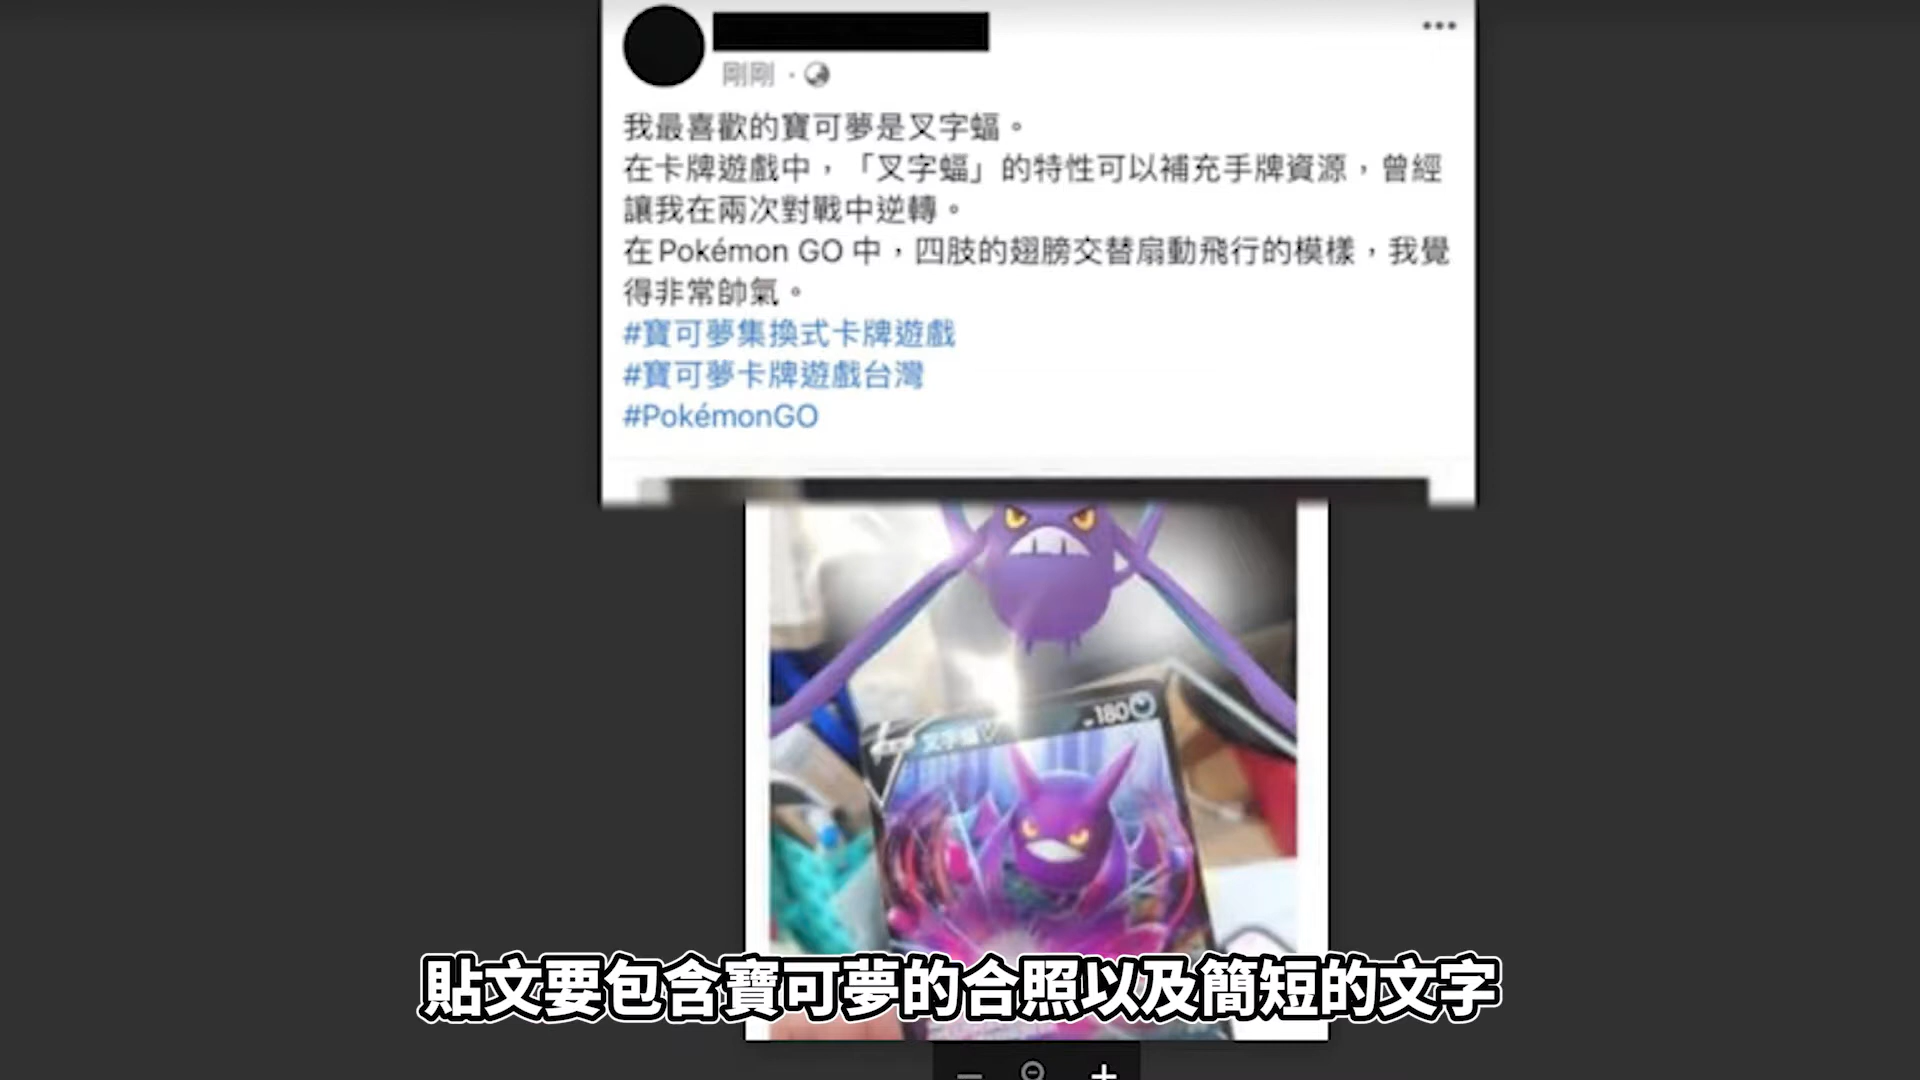 剛剛 ·
我最喜歡的寶可夢是叉字蝠。
在卡牌遊戲中，「叉字蝠」的特性可以補充手牌資源，曾經
讓我在兩次對戰中逆轉。
在Pokémon GO 中，四肢的翅膀交替扇動飛行的模樣，我覺
得非常帥氣。
#寶可夢集換式卡牌遊戲
#寶可夢卡牌遊戲台灣
#PokémonGO
叉字蝠V 180
貼文要包含寶可夢的合照以及簡短的文字